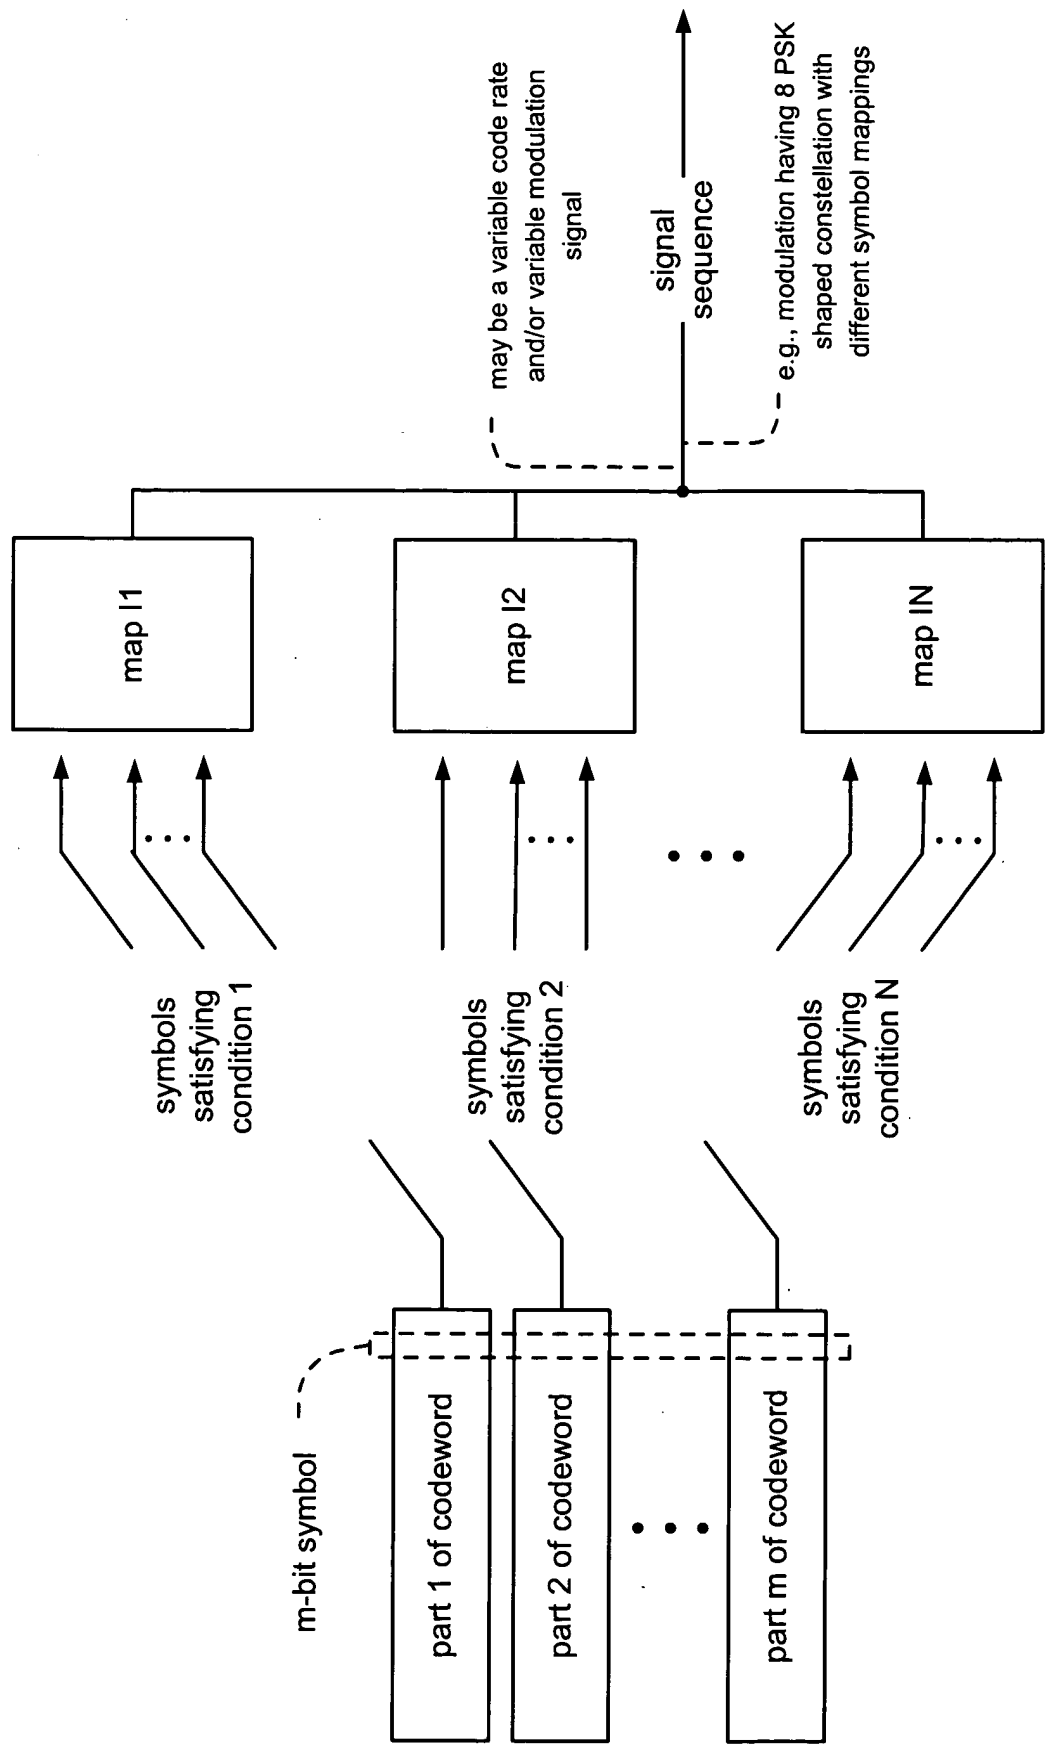 m-bit symbol
part 1 of codeword
part 2 of codeword
part m of codeword
symbols
satisfying
condition 1
symbols
satisfying
condition 2
symbols
satisfying
condition N
map I1
map I2
map IN
may be a variable code rate
and/or variable modulation
signal
signal
sequence
e.g., modulation having 8 PSK
shaped constellation with
different symbol mappings